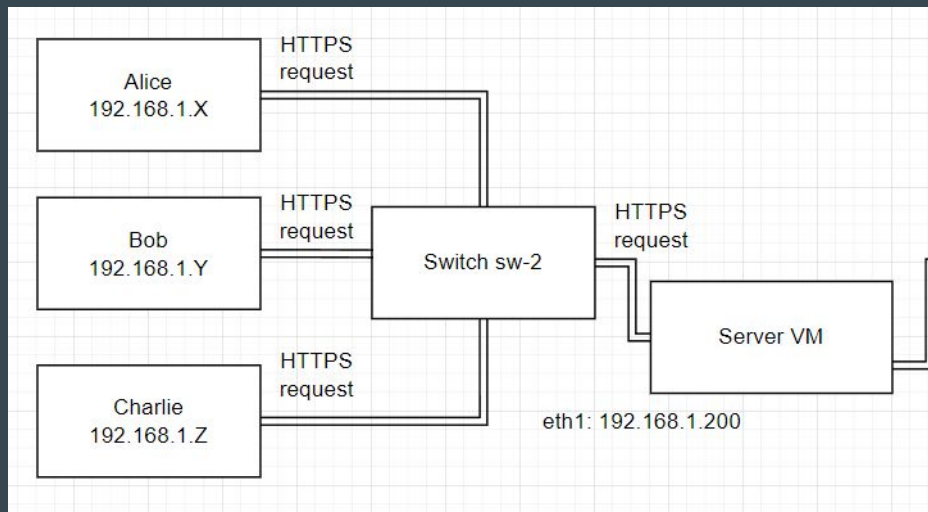 HTTPS
request
Alice
192.168.1.X
HTTPS
request
Bob
192.168.1.Y
Switch sw-2
HTTPS
request
Server VM
HTTPS
request
Charlie
192.168.1.Z
eth1: 192.168.1.200